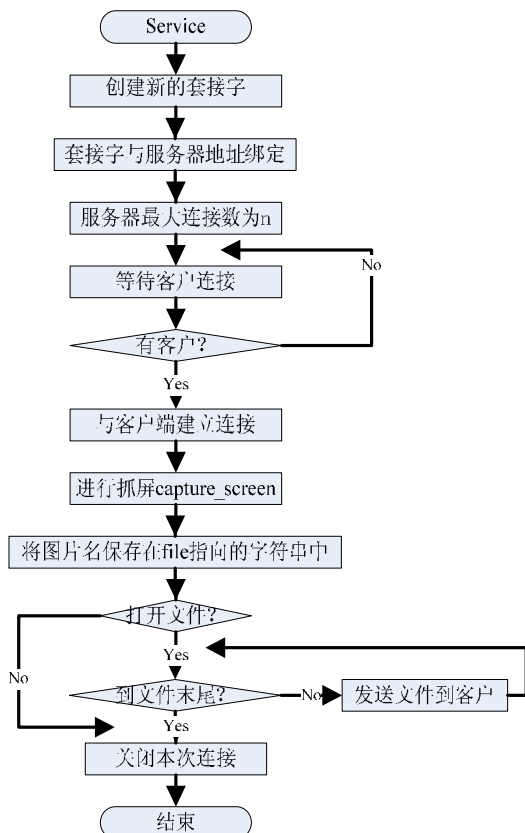 Service
创建新的套接字
套接字与服务器地址绑定
服务器最大连接数为n
No
等待客户连接
有客户?
Yes
与客户端建立连接
进行抓屏capture_screen
将图片名保存在file指向的字符串中
打开文件?
Yes
No
到文件末尾?
No
发送文件到客户
Yes
关闭本次连接
结束